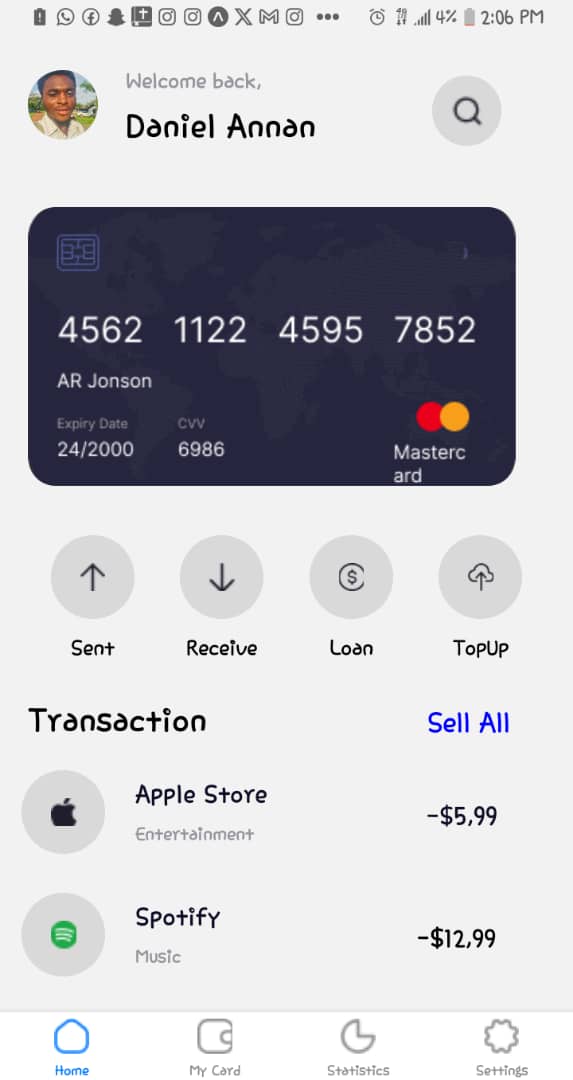 4% 2:06 PM
Welcome back,
Daniel Annan
4562 1122 4595 7852
AR Jonson
Expiry Date CVV
24/2000 6986
Masterc
ard
Sent Receive Loan TopUp
Transaction Sell All
Apple Store
-$5,99
Entertainment
Spotify
-$12,99
Music
Home My Card Statistics Settings